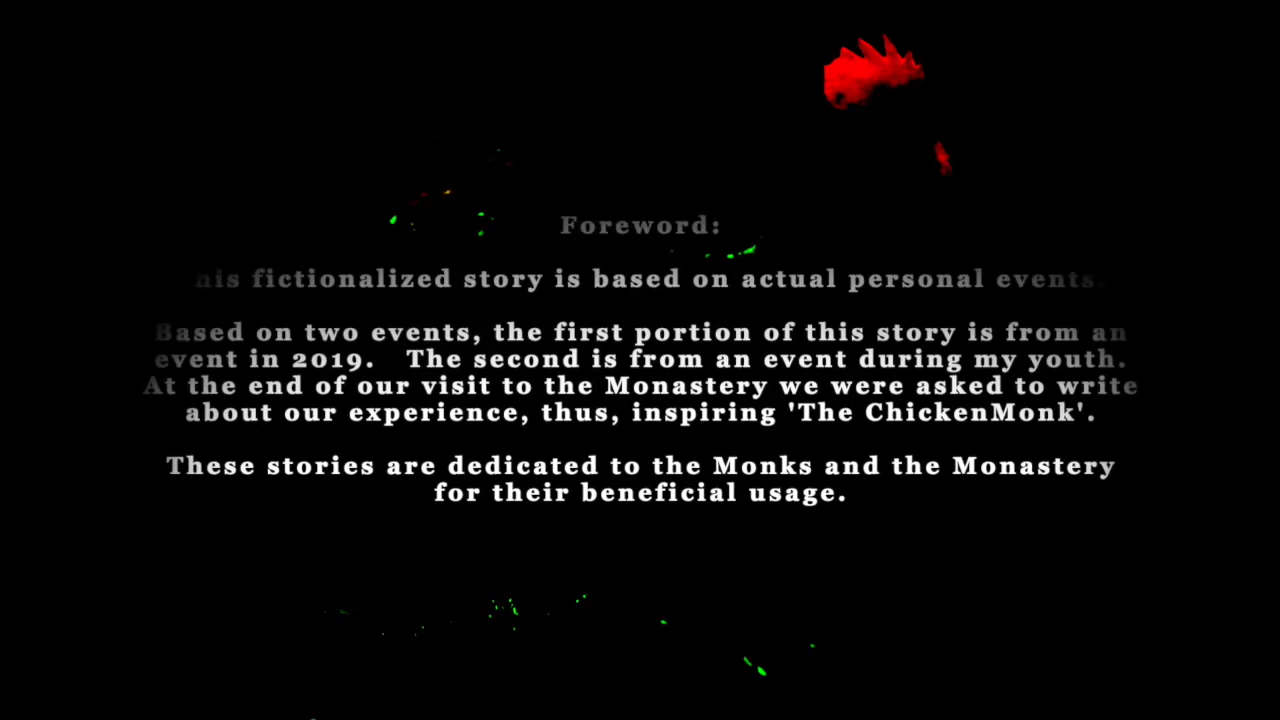 Foreword:
his fictionalized story is based on actual personal events.
Based on two events, the first portion of this story is from an
event in 2019. The second is from an event during my youth.
At the end of our visit to the Monastery we were asked to write
about our experience, thus, inspiring 'The ChickenMonk'.
These stories are dedicated to the Monks and the Monastery
for their beneficial usage.